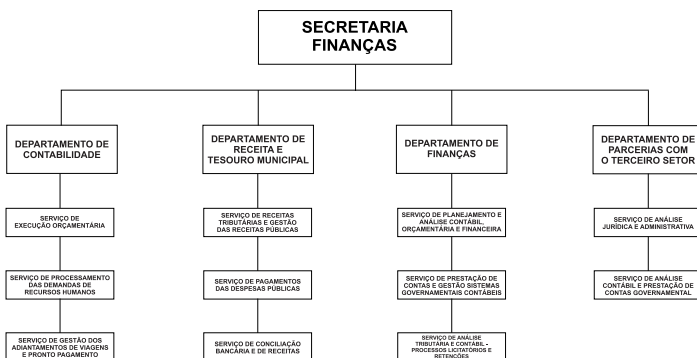 SECRETARIA
FINANÇAS
DEPARTAMENTO DE
CONTABILIDADE
DEPARTAMENTO DE
RECEITA E
TESOURO MUNICIPAL
DEPARTAMENTO DE
FINANÇAS
DEPARTAMENTO DE
PARCERIAS COM
O TERCEIRO SETOR
SERVIÇO DE
EXECUÇÃO ORÇAMENTÁRIA
SERVIÇO DE RECEITAS
TRIBUTÁRIAS E GESTÃO
DAS RECEITAS PÚBLICAS
SERVIÇO DE PLANEJAMENTO E
ANÁLISE CONTÁBIL,
ORÇAMENTÁRIA E FINANCEIRA
SERVIÇO DE ANÁLISE
JURÍDICA E ADMINISTRATIVA
SERVIÇO DE PROCESSAMENTO
DAS DEMANDAS DE
RECURSOS HUMANOS
SERVIÇO DE PAGAMENTOS
DAS DESPESAS PÚBLICAS
SERVIÇO DE PRESTAÇÃO DE
CONTAS E GESTÃO SISTEMAS
GOVERNAMENTAIS CONTÁBEIS
SERVIÇO DE ANÁLISE
CONTÁBIL E PRESTAÇÃO DE
CONTAS GOVERNAMENTAL
SERVIÇO DE GESTÃO DOS
ADIANTAMENTOS DE VIAGENS
E PRONTO PAGAMENTO
SERVIÇO DE CONCILIAÇÃO
BANCÁRIA E DE RECEITAS
SERVIÇO DE ANÁLISE
TRIBUTÁRIA E CONTÁBIL -
PROCESSOS LICITATÓRIOS E
RETENÇÕES